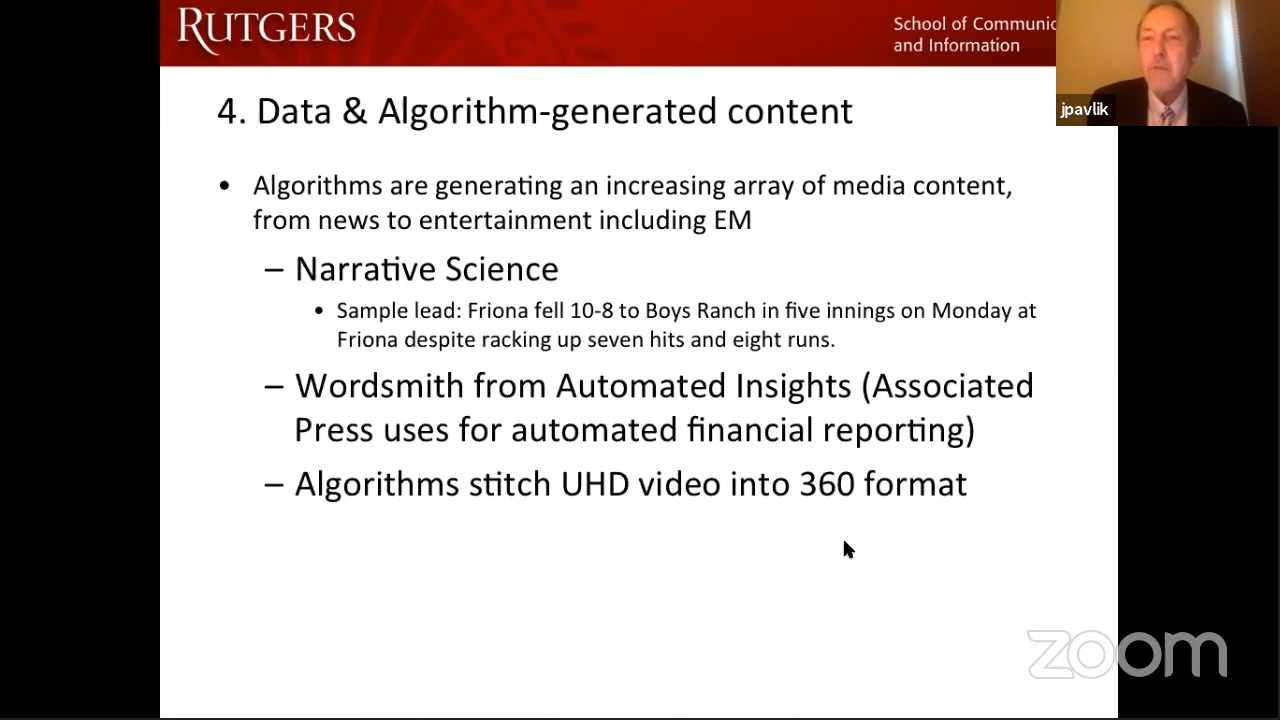 RUTGERS
School of Communic
and Information
jpavlik
4. Data & Algorithm-generated content
• Algorithms are generating an increasing array of media content,
from news to entertainment including EM
– Narrative Science
• Sample lead: Friona fell 10-8 to Boys Ranch in five innings on Monday at
Friona despite racking up seven hits and eight runs.
– Wordsmith from Automated Insights (Associated
Press uses for automated financial reporting)
– Algorithms stitch UHD video into 360 format
zoom